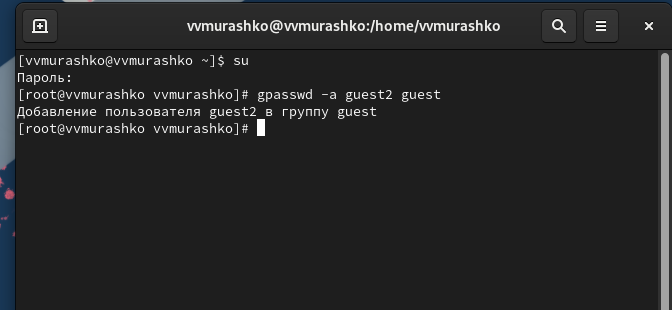 vvmurashko@vvmurashko:/home/vvmurashko
[vvmurashko@vvmurashko ~]$ su
Пароль:
[root@vvmurashko vvmurashko]# gpasswd -a guest2 guest
Добавление пользователя guest2 в группу guest
[root@vvmurashko vvmurashko]#